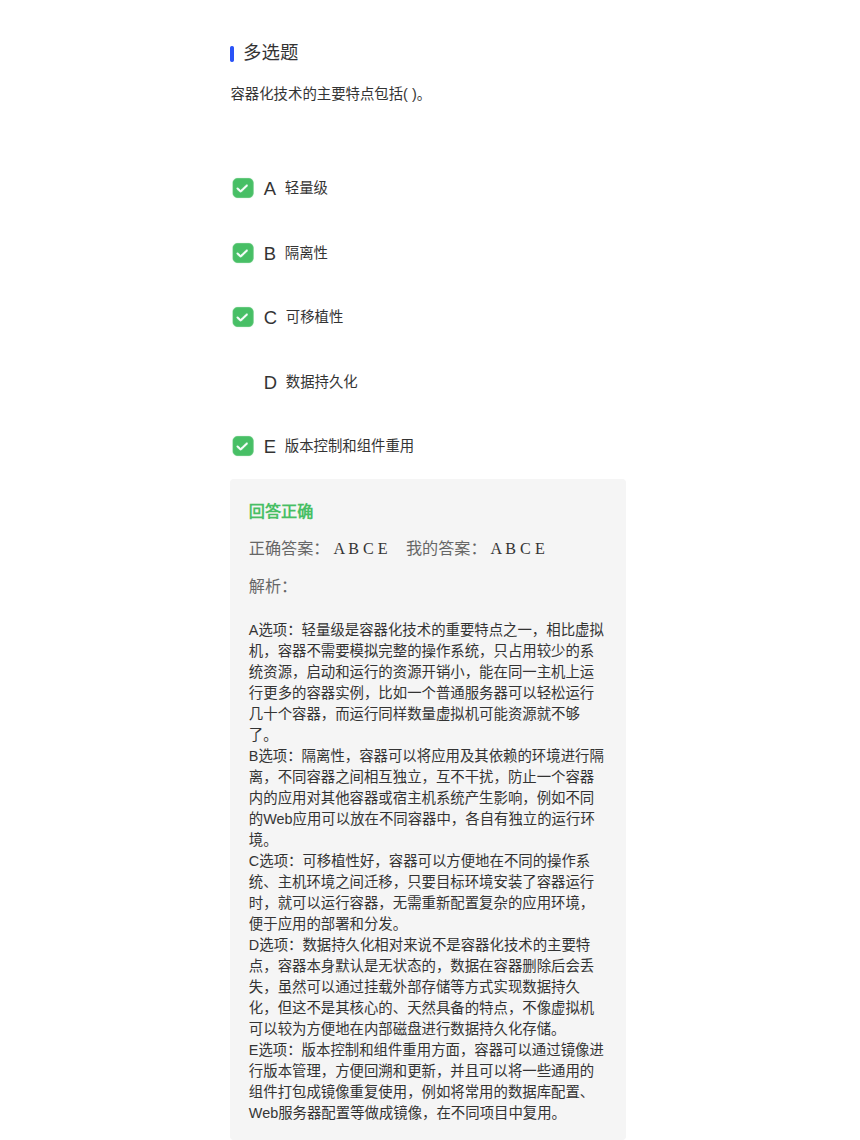 多选题
容器化技术的主要特点包括( )。
A 轻量级
B 隔离性
C 可移植性
D 数据持久化
E 版本控制和组件重用
回答正确
正确答案： A B C E 我的答案： A B C E
解析：
A选项：轻量级是容器化技术的重要特点之一，相比虚拟
机，容器不需要模拟完整的操作系统，只占用较少的系
统资源，启动和运行的资源开销小，能在同一主机上运
行更多的容器实例，比如一个普通服务器可以轻松运行
几十个容器，而运行同样数量虚拟机可能资源就不够
了。
B选项：隔离性，容器可以将应用及其依赖的环境进行隔
离，不同容器之间相互独立，互不干扰，防止一个容器
内的应用对其他容器或宿主机系统产生影响，例如不同
的Web应用可以放在不同容器中，各自有独立的运行环
境。
C选项：可移植性好，容器可以方便地在不同的操作系
统、主机环境之间迁移，只要目标环境安装了容器运行
时，就可以运行容器，无需重新配置复杂的应用环境，
便于应用的部署和分发。
D选项：数据持久化相对来说不是容器化技术的主要特
点，容器本身默认是无状态的，数据在容器删除后会丢
失，虽然可以通过挂载外部存储等方式实现数据持久
化，但这不是其核心的、天然具备的特点，不像虚拟机
可以较为方便地在内部磁盘进行数据持久化存储。
E选项：版本控制和组件重用方面，容器可以通过镜像进
行版本管理，方便回溯和更新，并且可以将一些通用的
组件打包成镜像重复使用，例如将常用的数据库配置、
Web服务器配置等做成镜像，在不同项目中复用。